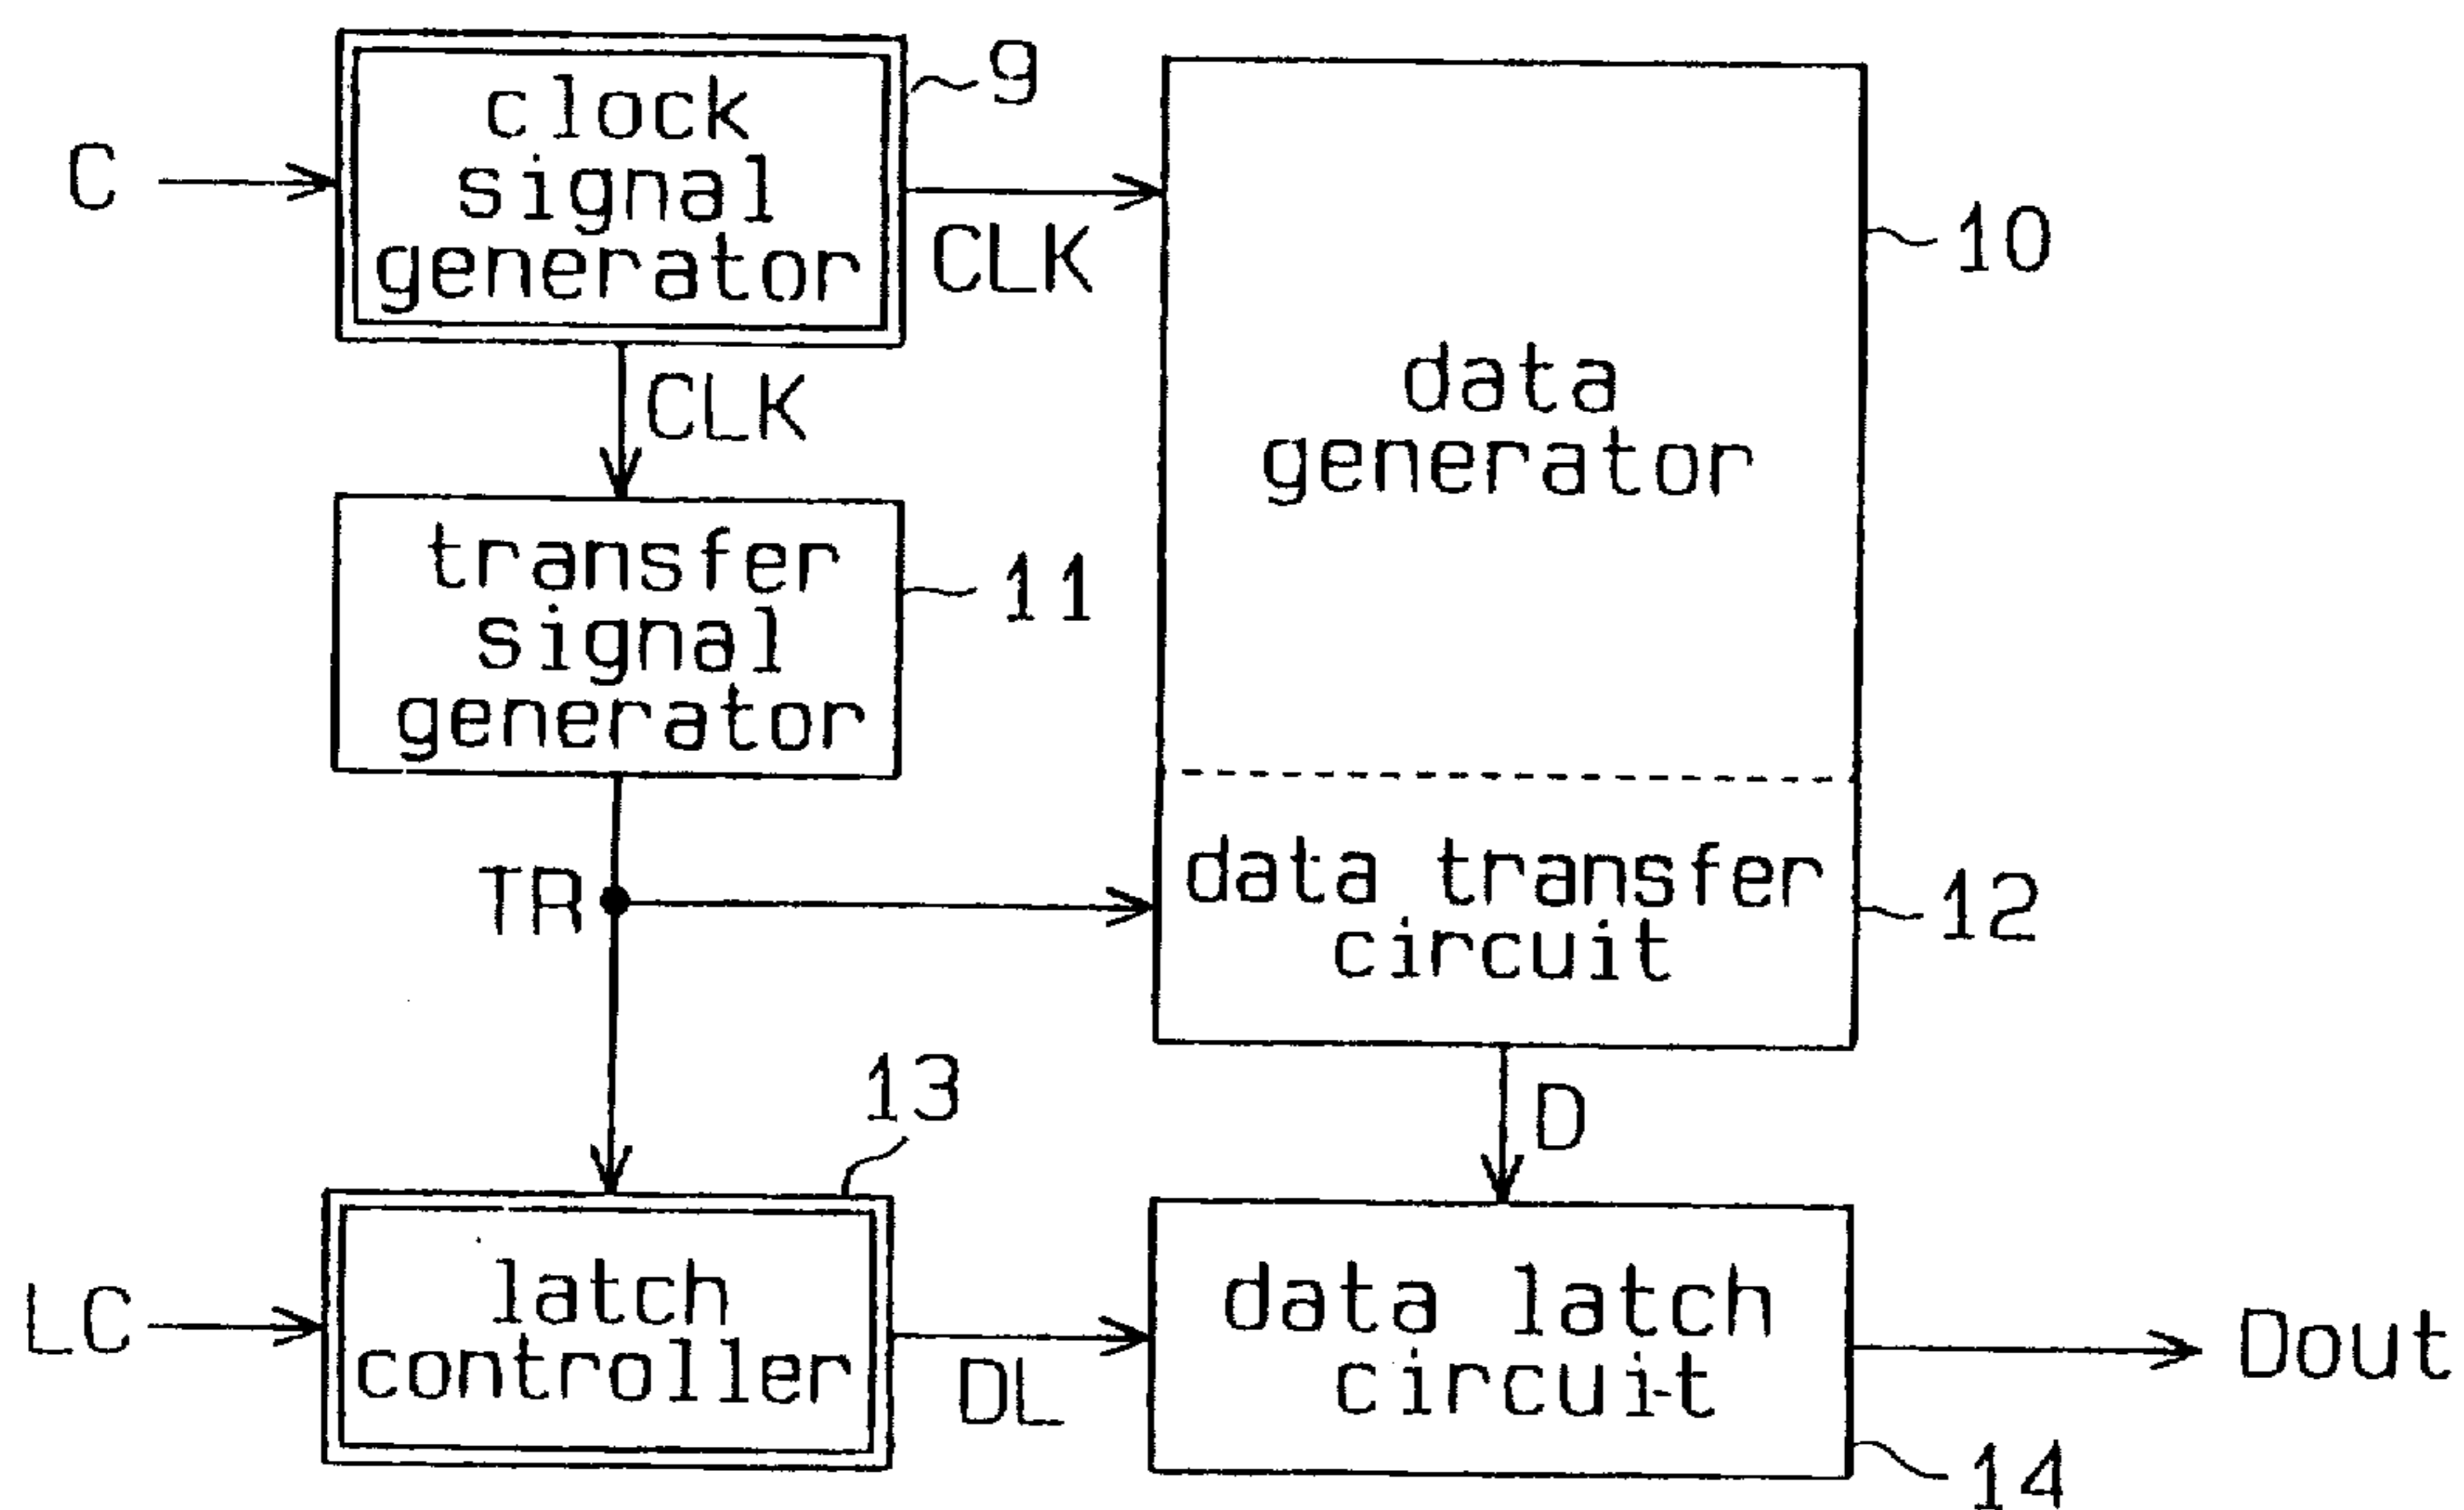 C
clock
signal
generator
9
CLK
CLK
data
generator
10
transfer
signal
generator
11
TR
data transfer
circuit
12
D
13
LC
latch
controller
DL
data latch
circuit
14
Dout